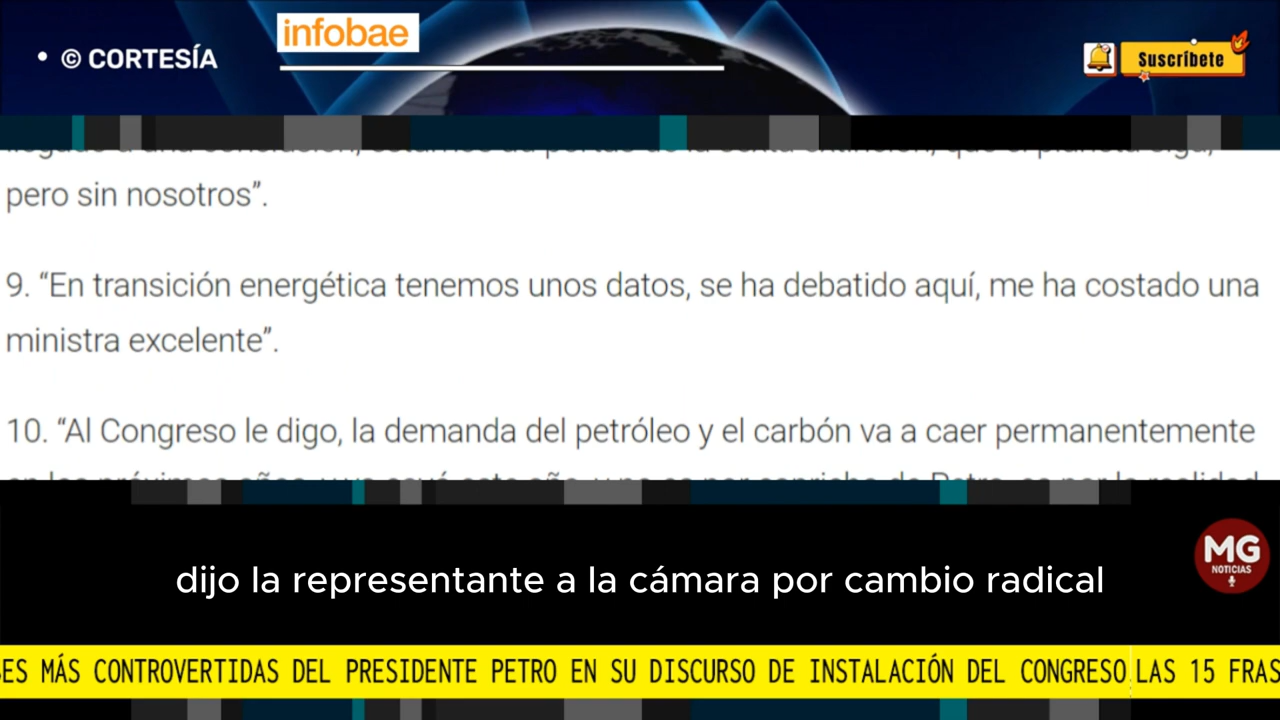 • © CORTESÍA
infobae
Suscríbete
pero sin nosotros”.
9. “En transición energética tenemos unos datos, se ha debatido aquí, me ha costado una
ministra excelente”.
10. “Al Congreso le digo, la demanda del petróleo y el carbón va a caer permanentemente
dijo la representante a la cámara por cambio radical
MG
NOTICIAS
ES MÁS CONTROVERTIDAS DEL PRESIDENTE PETRO EN SU DISCURSO DE INSTALACIÓN DEL CONGRESO LAS 15 FRAS